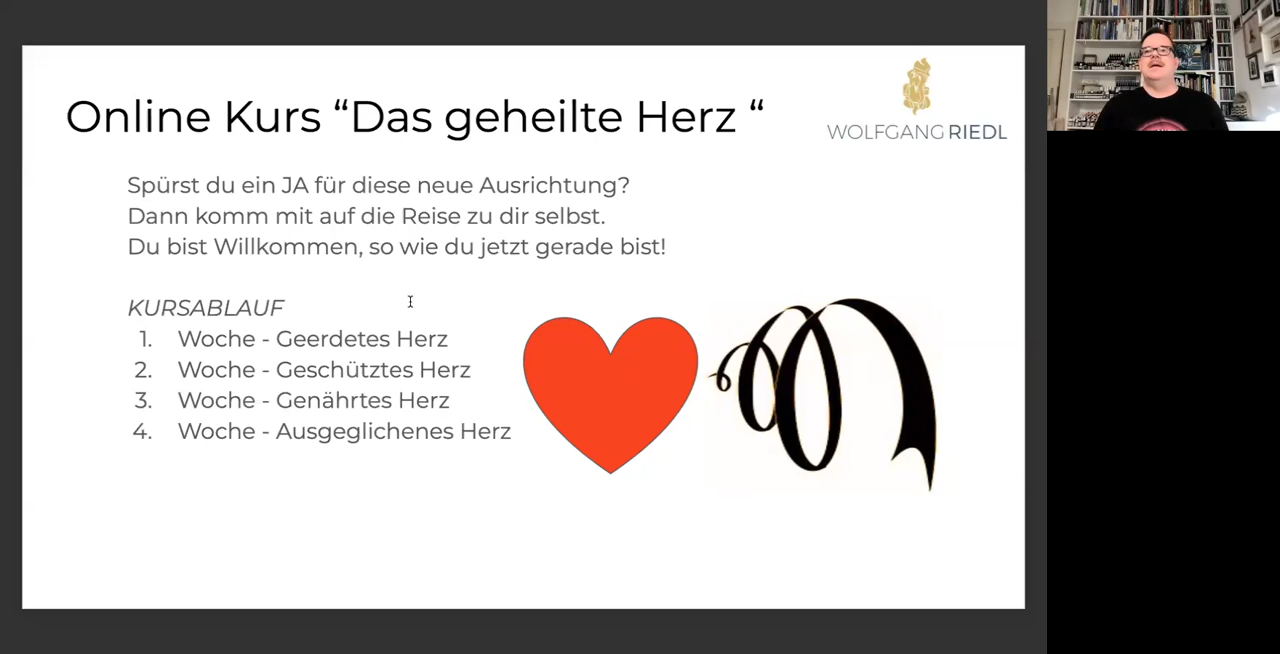 Online Kurs “Das geheilte Herz “
WOLFGANG RIEDL
Spürst du ein JA für diese neue Ausrichtung?
Dann komm mit auf die Reise zu dir selbst.
Du bist Willkommen, so wie du jetzt gerade bist!
KURSABLAUF
1. Woche - Geerdetes Herz
2. Woche - Geschütztes Herz
3. Woche - Genährtes Herz
4. Woche - Ausgeglichenes Herz